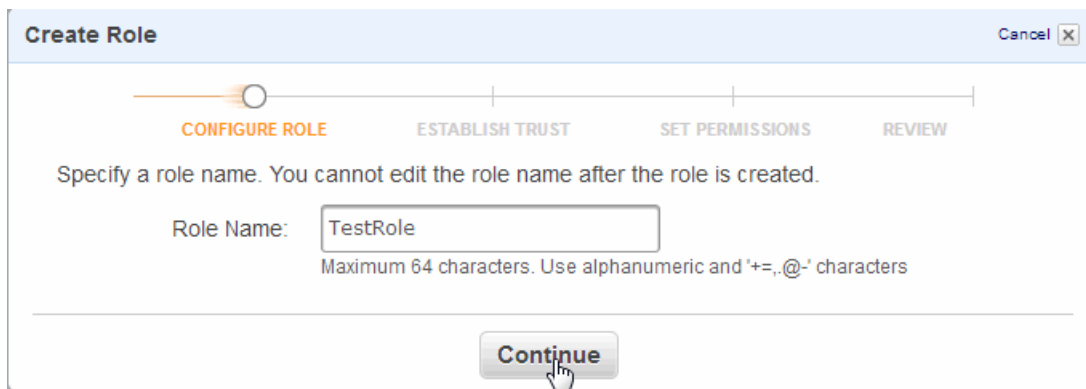 Create Role
Cancel
CONFIGURE ROLE
ESTABLISH TRUST
SET PERMISSIONS
REVIEW
Specify a role name. You cannot edit the role name after the role is created.
Role Name:
TestRole
Maximum 64 characters. Use alphanumeric and '+=,.@-' characters
Continue